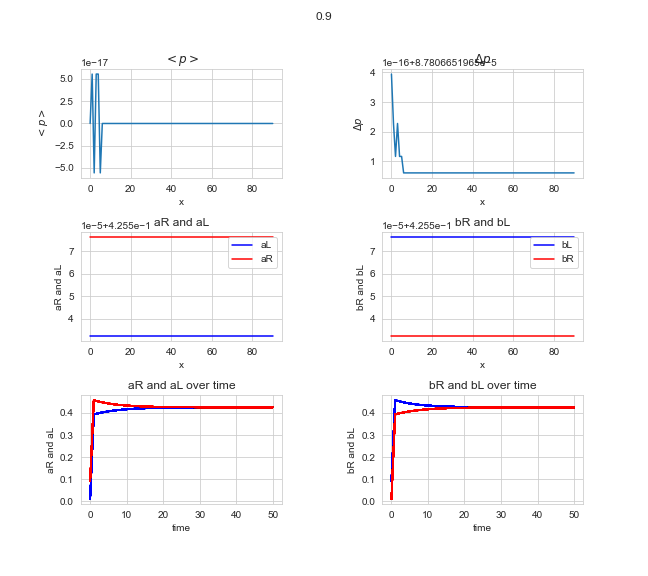 0.9
< p >
Δp
1e−17
1e−16+8.7806651965e−5
5.0
2.5
0.0
−2.5
−5.0
< p >
0 20 40 60 80
x
4
3
2
1
Δp
0 20 40 60 80
x
aR and aL
bR and bL
1e−5+4.255e−1
1e−5+4.255e−1
7
6
5
4
aR and aL
aL
aR
0 20 40 60 80
x
7
6
5
4
bR and bL
bL
bR
0 20 40 60 80
x
aR and aL over time
bR and bL over time
0.4
0.3
0.2
0.1
0.0
aR and aL
0 10 20 30 40 50
time
0.4
0.3
0.2
0.1
0.0
bR and bL
0 10 20 30 40 50
time